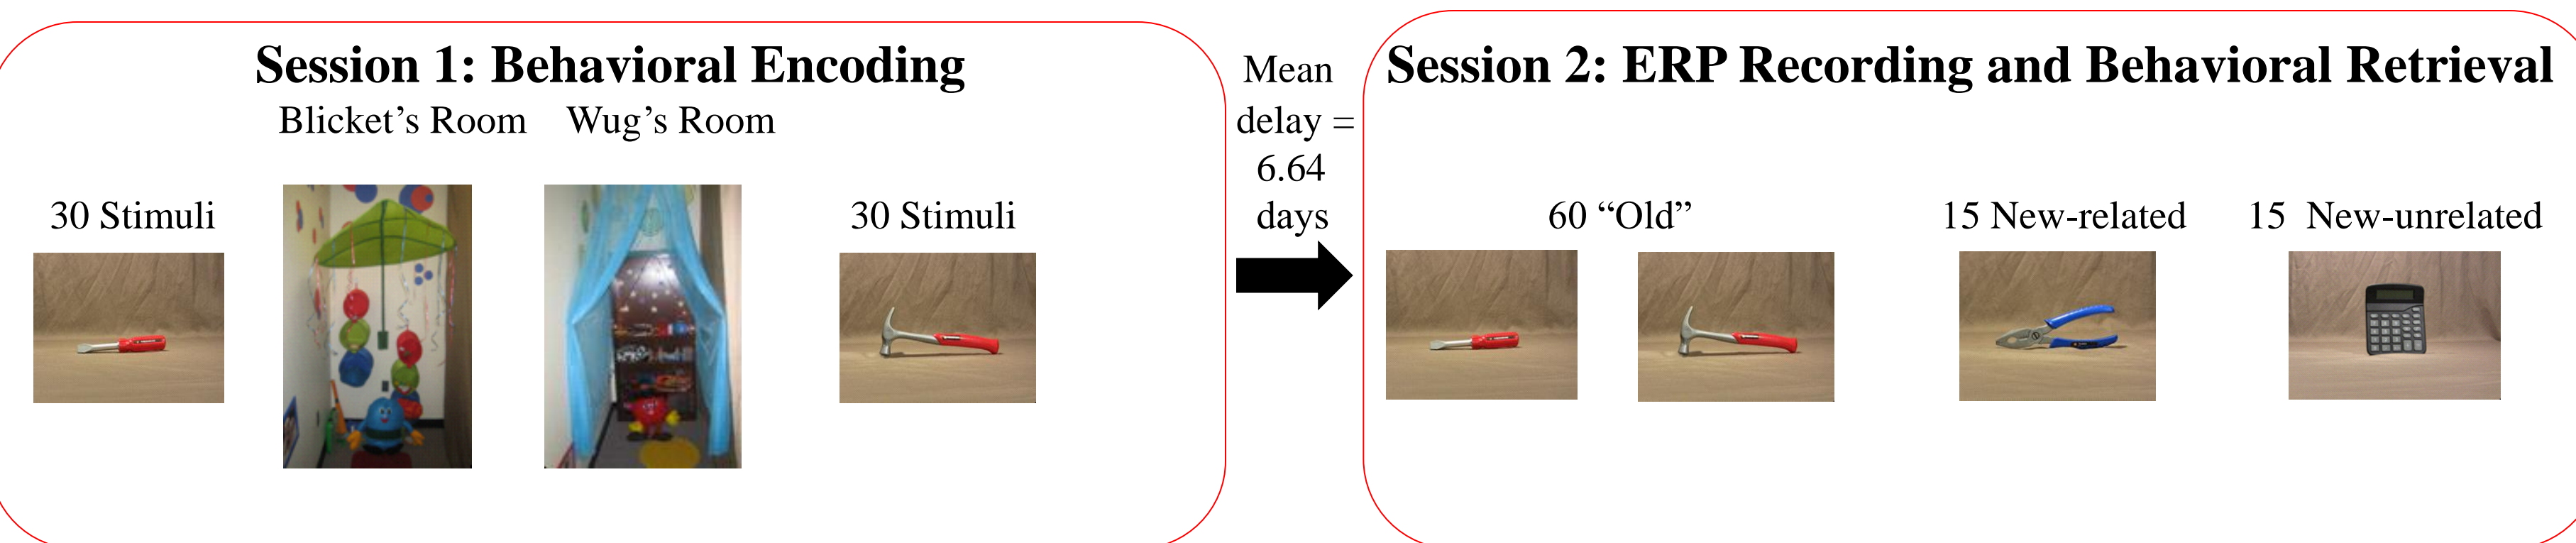 Session 1: Behavioral Encoding
Blicket’s Room
Wug’s Room
30 Stimuli
30 Stimuli
Mean
delay =
6.64
days
Session 2: ERP Recording and Behavioral Retrieval
60 “Old”
15 New-related
15 New-unrelated